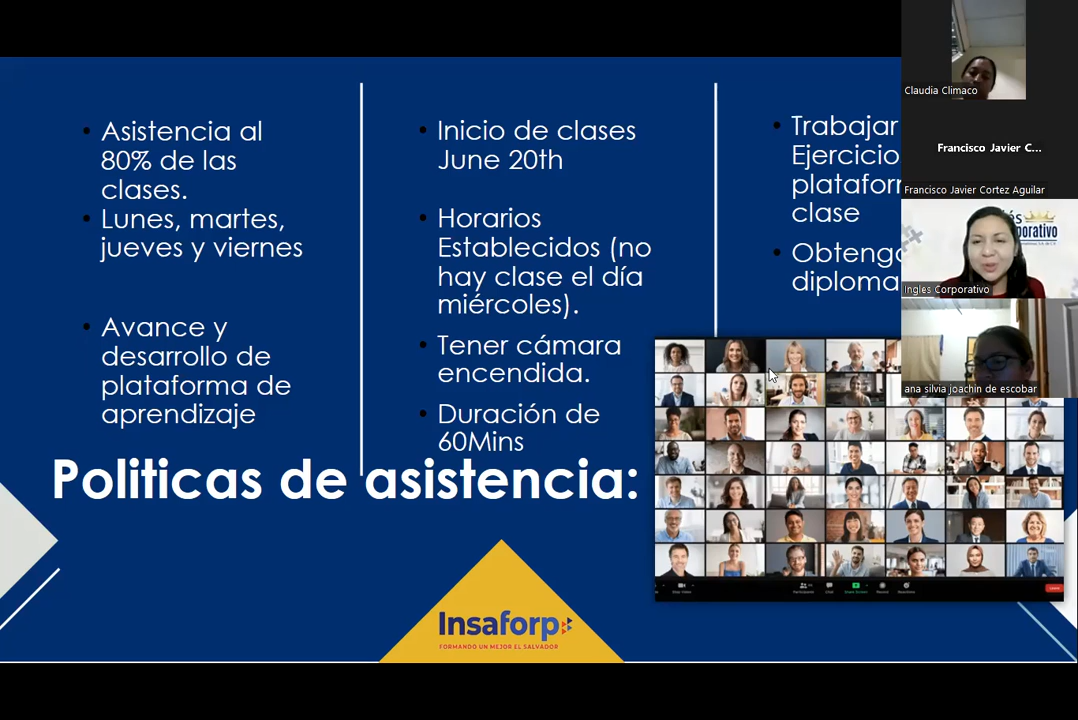 Asistencia al
80% de las
clases.
Lunes, martes,
jueves y viernes
Avance y
desarrollo de
plataforma de
aprendizaje
Inicio de clases
June 20th
Horarios
Establecidos (no
hay clase el día
miércoles).
Tener cámara
encendida.
Duración de
60Mins
Trabajar
Ejercicio
platafor
clase
Obtenga
diploma
Politicas de asistencia:
Insaforp
FORMANDO UN MEJOR EL SALVADOR
Claudia Climaco
Francisco Javier C...
Francisco Javier Cortez Aguilar
Ingles Corporativo
ana silvia joachin de escobar